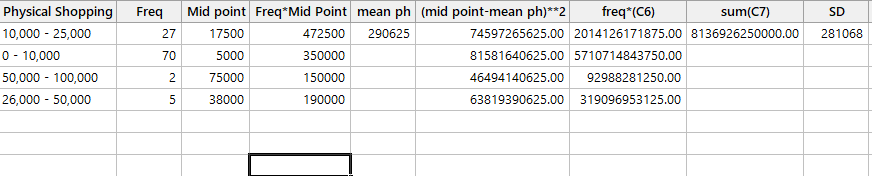 Physical Shopping Freq Mid point Freq*Mid Point mean ph (mid point-mean ph)**2 freq*(C6) sum(C7) SD
10,000 - 25,000 27 17500 472500 290625 74597265625.00 2014126171875.00 8136926250000.00 281068
0 - 10,000 70 5000 350000 81581640625.00 5710714843750.00
50,000 - 100,000 2 75000 150000 46494140625.00 92988281250.00
26,000 - 50,000 5 38000 190000 63819390625.00 319096953125.00